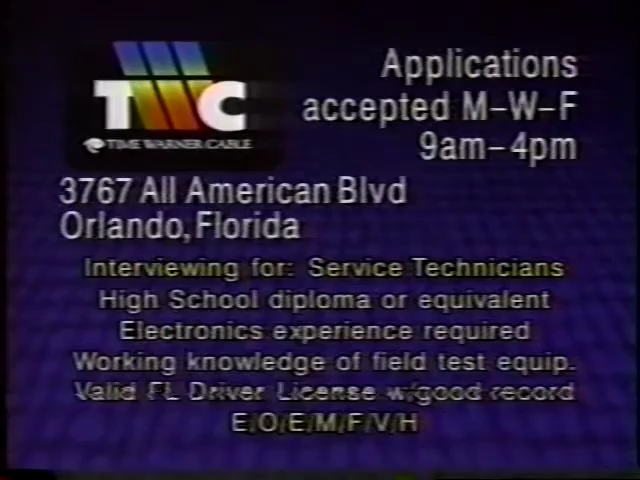 Applications
accepted M-W-F
9am-4pm
TWC
TIME WARNER CABLE
3767 All American Blvd
Orlando, Florida
Interviewing for: Service Technicians
High School diploma or equivalent
Electronics experience required
Working knowledge of field test equip.
Valid FL Driver License w/good record
E/O/E/M/F/V/H